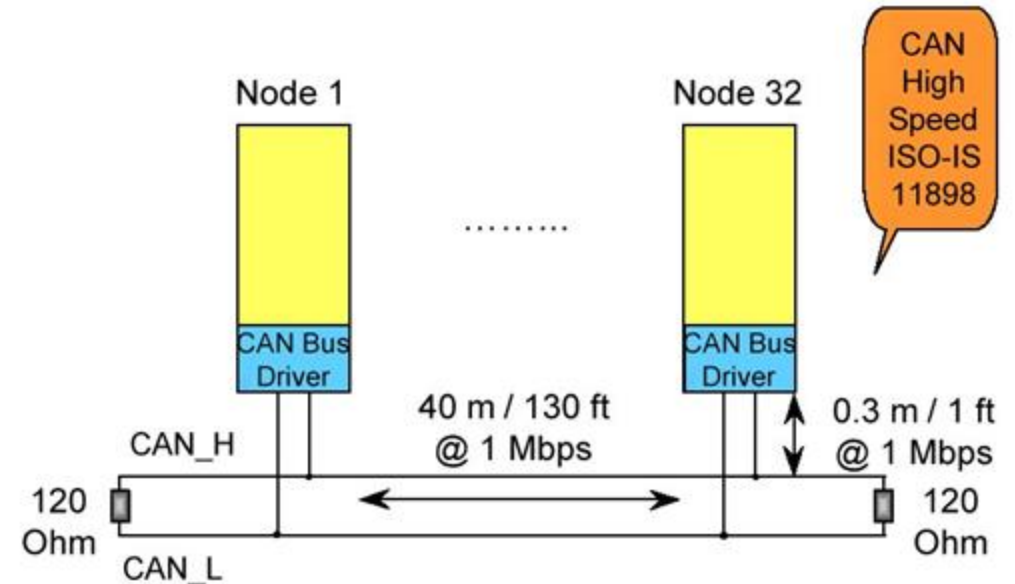 CAN
High
Speed
ISO-IS
11898
Node 1
Node 32
.........
CAN Bus
Driver
CAN Bus
Driver
40 m / 130 ft
@ 1 Mbps
0.3 m / 1 ft
@ 1 Mbps
CAN_H
120
Ohm
120
Ohm
CAN_L